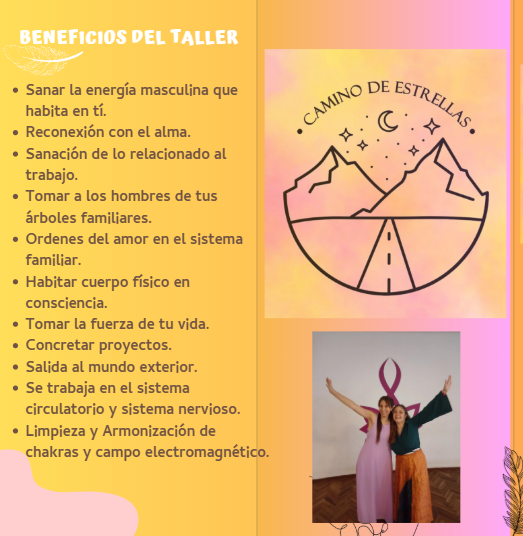 BENEFICIOS DEL TALLER
• Sanar la energía masculina que
habita en tí.
• Reconexión con el alma.
• Sanación de lo relacionado al
trabajo.
• Tomar a los hombres de tus
árboles familiares.
• Ordenes del amor en el sistema
familiar.
• Habitar cuerpo físico en
consciencia.
• Tomar la fuerza de tu vida.
• Concretar proyectos.
• Salida al mundo exterior.
• Se trabaja en el sistema
circulatorio y sistema nervioso.
• Limpieza y Armonización de
chakras y campo electromagnético.
• CAMINO DE ESTRELLAS •